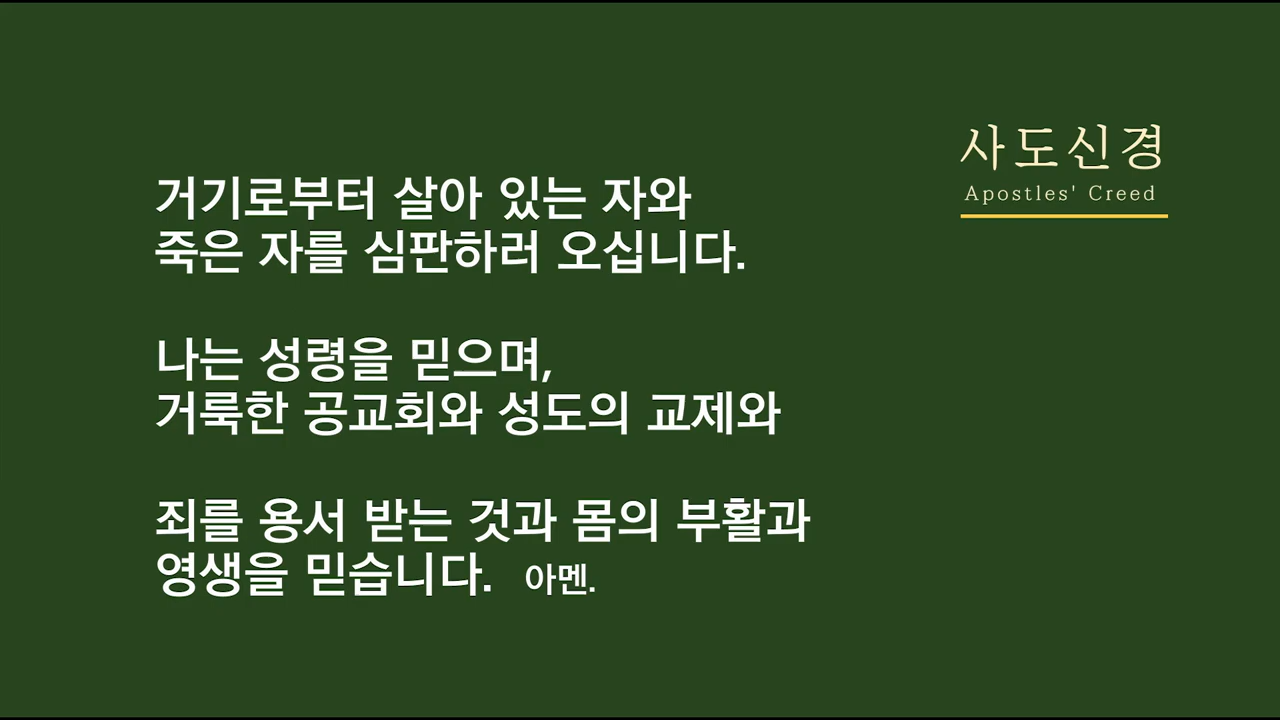 사도신경
Apostles' Creed
거기로부터 살아 있는 자와
죽은 자를 심판하러 오십니다.
나는 성령을 믿으며,
거룩한 공교회와 성도의 교제와
죄를 용서 받는 것과 몸의 부활과
영생을 믿습니다. 아멘.